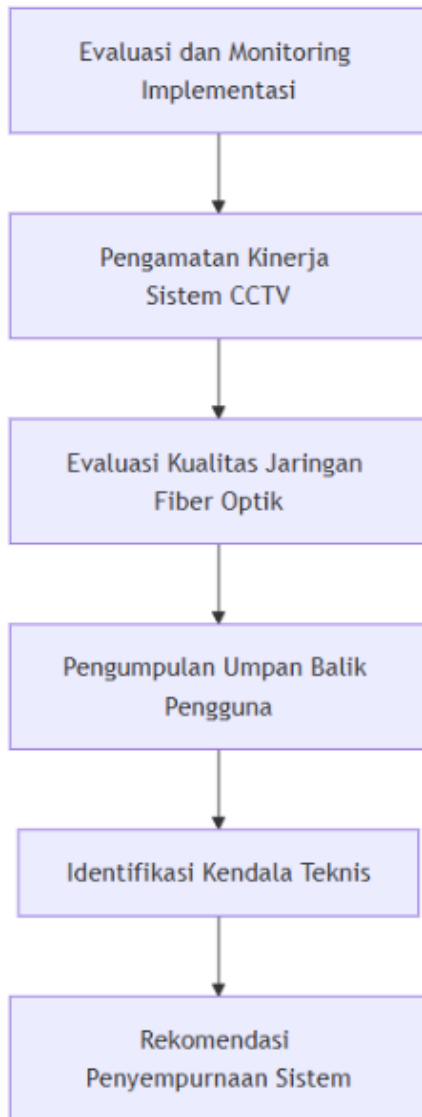 Evaluasi dan Monitoring
Implementasi
Pengamatan Kinerja
Sistem CCTV
Evaluasi Kualitas Jaringan
Fiber Optik
Pengumpulan Umpan Balik
Pengguna
Identifikasi Kendala Teknis
Rekomendasi
Penyempurnaan Sistem